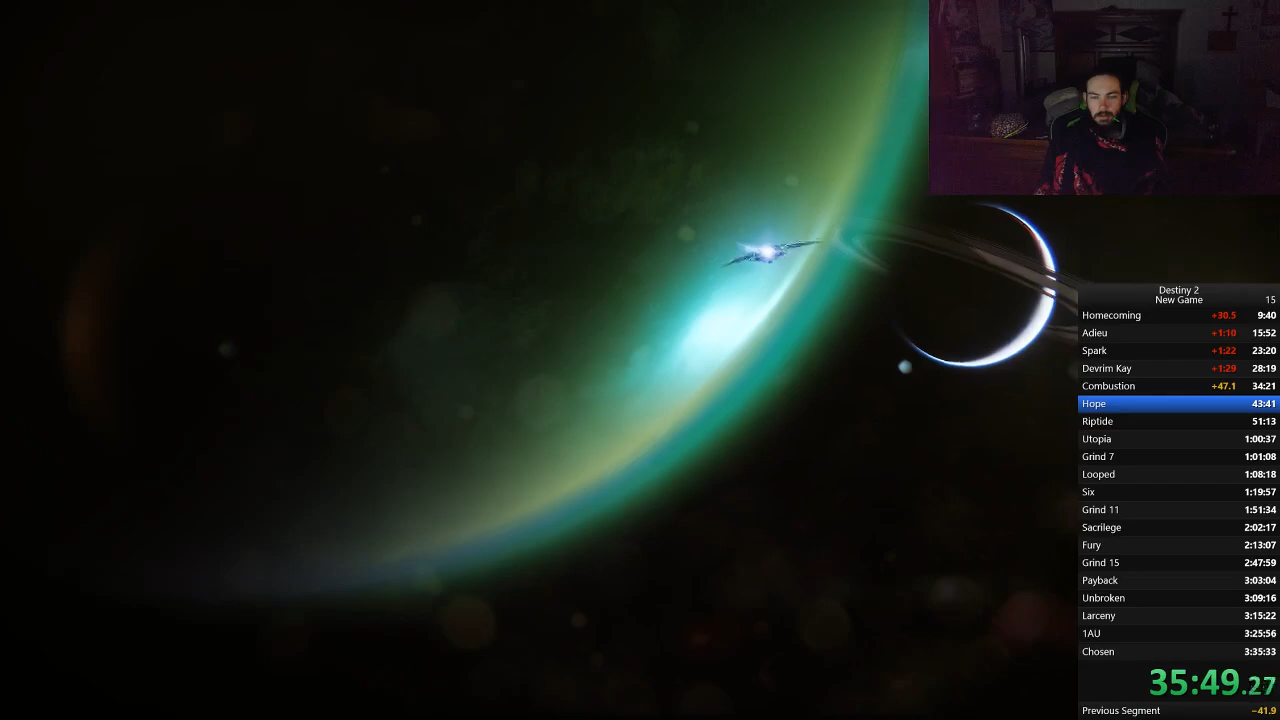 Destiny 2
New Game 15
Homecoming +30.5 9:40
Adieu +1:10 15:52
Spark +1:22 23:20
Devrim Kay +1:29 28:19
Combustion +47.1 34:21
Hope 43:41
Riptide 51:13
Utopia 1:00:37
Grind 7 1:01:08
Looped 1:08:18
Six 1:19:57
Grind 11 1:51:34
Sacrilege 2:02:17
Fury 2:13:07
Grind 15 2:47:59
Payback 3:03:04
Unbroken 3:09:16
Larceny 3:15:22
1AU 3:25:56
Chosen 3:35:33
35:49.27
Previous Segment −41.9